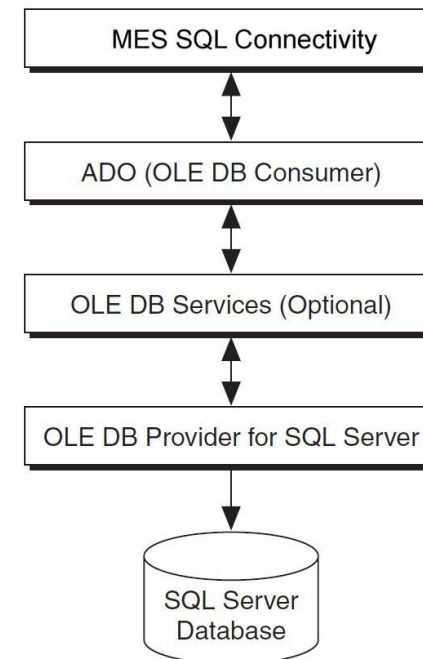 MES SQL Connectivity
ADO (OLE DB Consumer)
OLE DB Services (Optional)
OLE DB Provider for SQL Server
SQL Server
Database